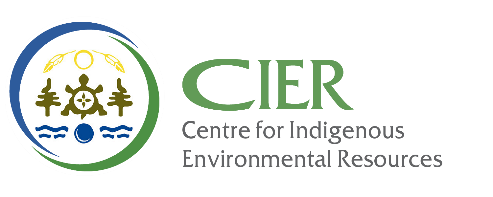 CIER
Centre for Indigenous
Environmental Resources